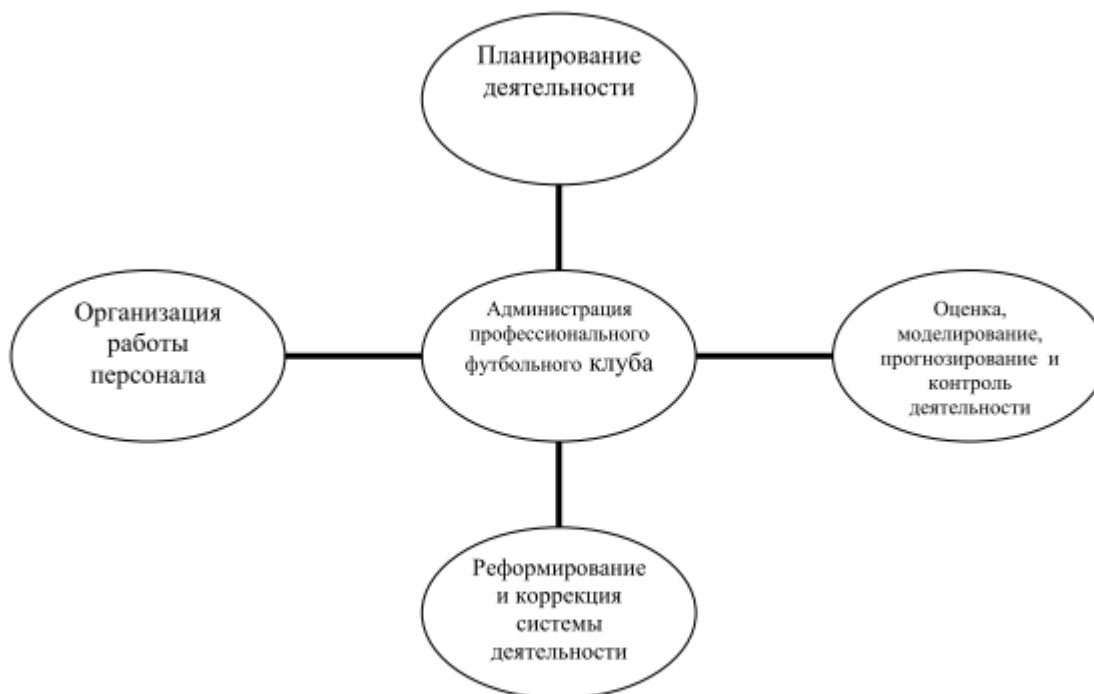 Планирование
деятельности
Организация
работы
персонала
Администрация
профессионального
футбольного клуба
Оценка,
моделирование,
прогнозирование и
контроль
деятельности
Реформирование
и коррекция
системы
деятельности